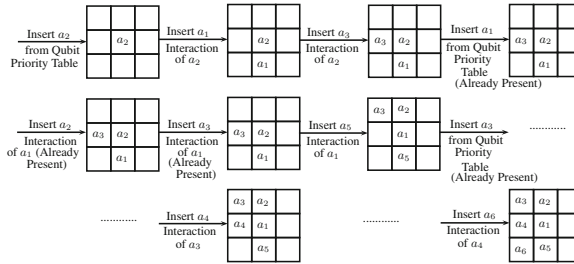 Insert a2
from Qubit
Priority Table
a2
Insert a1
Interaction
of a2
a2
a1
Insert a3
Interaction
of a2
a3 a2
a1
Insert a1
from Qubit
Priority
Table
(Already Present)
a3 a2
a1
Insert a2
Interaction
of a1 (Already
Present)
a3 a2
a1
Insert a3
Interaction
of a1
(Already
Present)
a3 a2
a1
Insert a5
Interaction
of a1
a3 a2
a1
a5
Insert a3
from Qubit
Priority
Table
(Already Present)
............
............
Insert a4
Interaction
of a3
a3 a2
a4 a1
a5
............
Insert a6
Interaction
of a4
a3 a2
a4 a1
a6 a5